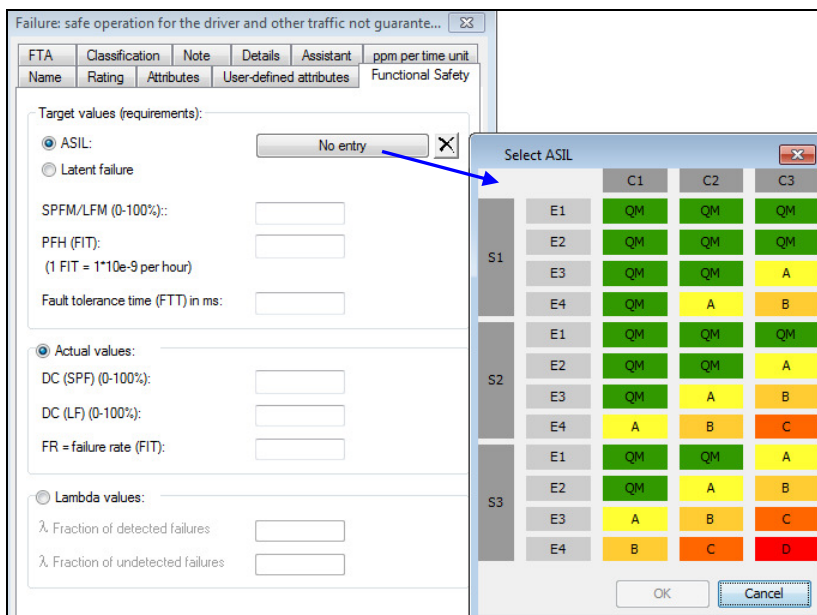 Failure: safe operation for the driver and other traffic not guarante...
FTA Classification Note Details Assistant ppm per time unit
Name Rating Attributes User-defined attributes Functional Safety
Target values (requirements):
ASIL: No entry
Latent failure
SPFM/LFM (0-100%)::
PFH (FIT):
(1 FIT = 1*10e-9 per hour)
Fault tolerance time (FTT) in ms:
Actual values:
DC (SPF) (0-100%):
DC (LF) (0-100%):
FR = failure rate (FIT):
Lambda values:
λ Fraction of detected failures
λ Fraction of undetected failures
Select ASIL
C1 C2 C3
S1
E1 QM QM QM
E2 QM QM QM
E3 QM QM A
E4 QM A B
S2
E1 QM QM QM
E2 QM QM A
E3 QM A B
E4 A B C
S3
E1 QM QM A
E2 QM A B
E3 A B C
E4 B C D
OK Cancel